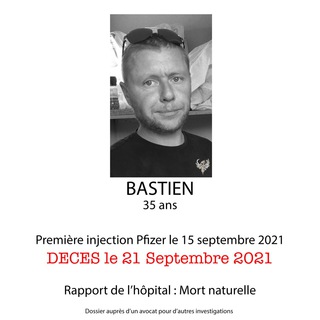 BASTIEN
35 ans
Première injection Pfizer le 15 septembre 2021
DECES le 21 Septembre 2021
Rapport de l'hôpital : Mort naturelle
Dossier auprès d'un avocat pour d'autres investigations